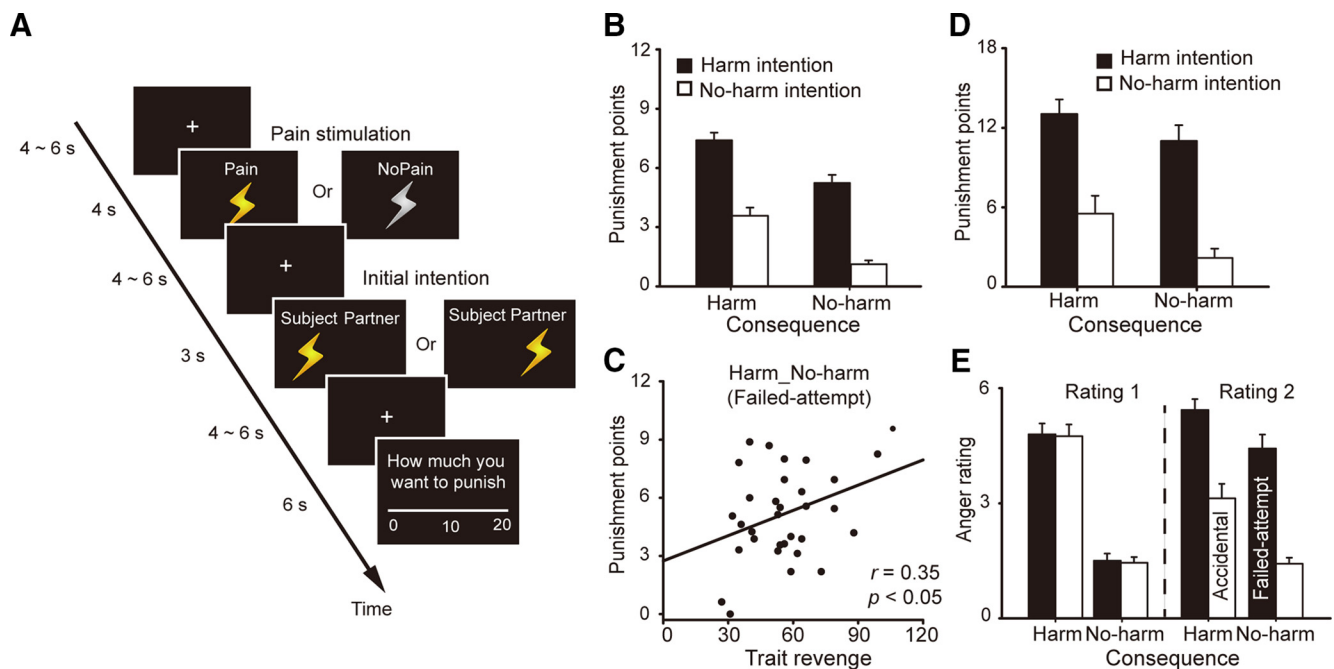 A
+
4 ~ 6 s
Pain stimulation
Pain
Or
NoPain
4 s
+
4 ~ 6 s
Initial intention
Subject Partner
Or
Subject Partner
3 s
+
4 ~ 6 s
How much you
want to punish
0 10 20
6 s
Time
B
12
9
6
3
0
Punishment points
Harm intention
No-harm intention
Harm No-harm
Consequence
C
Harm_No-harm
(Failed-attempt)
12
9
6
3
0
Punishment points
r = 0.35
p < 0.05
0 30 60 90 120
Trait revenge
D
18
12
6
0
Punishment points
Harm intention
No-harm intention
Harm No-harm
Consequence
E
6
3
0
Anger rating
Rating 1 Rating 2
Accidental
Failed-attempt
Harm No-harm Harm No-harm
Consequence